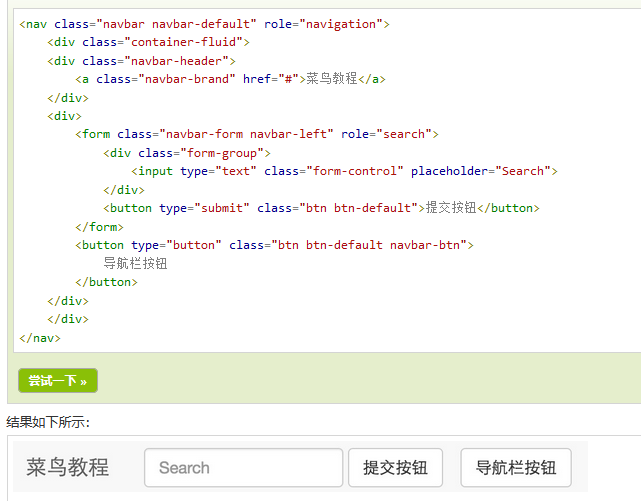 <nav class="navbar navbar-default" role="navigation">
    <div class="container-fluid">
    <div class="navbar-header">
        <a class="navbar-brand" href="#">菜鸟教程</a>
    </div>
    <div>
        <form class="navbar-form navbar-left" role="search">
            <div class="form-group">
                <input type="text" class="form-control" placeholder="Search">
            </div>
            <button type="submit" class="btn btn-default">提交按钮</button>
        </form>
        <button type="button" class="btn btn-default navbar-btn">
            导航栏按钮
        </button>
    </div>
    </div>
</nav>
尝试一下 »
结果如下所示:
菜鸟教程 Search 提交按钮 导航栏按钮